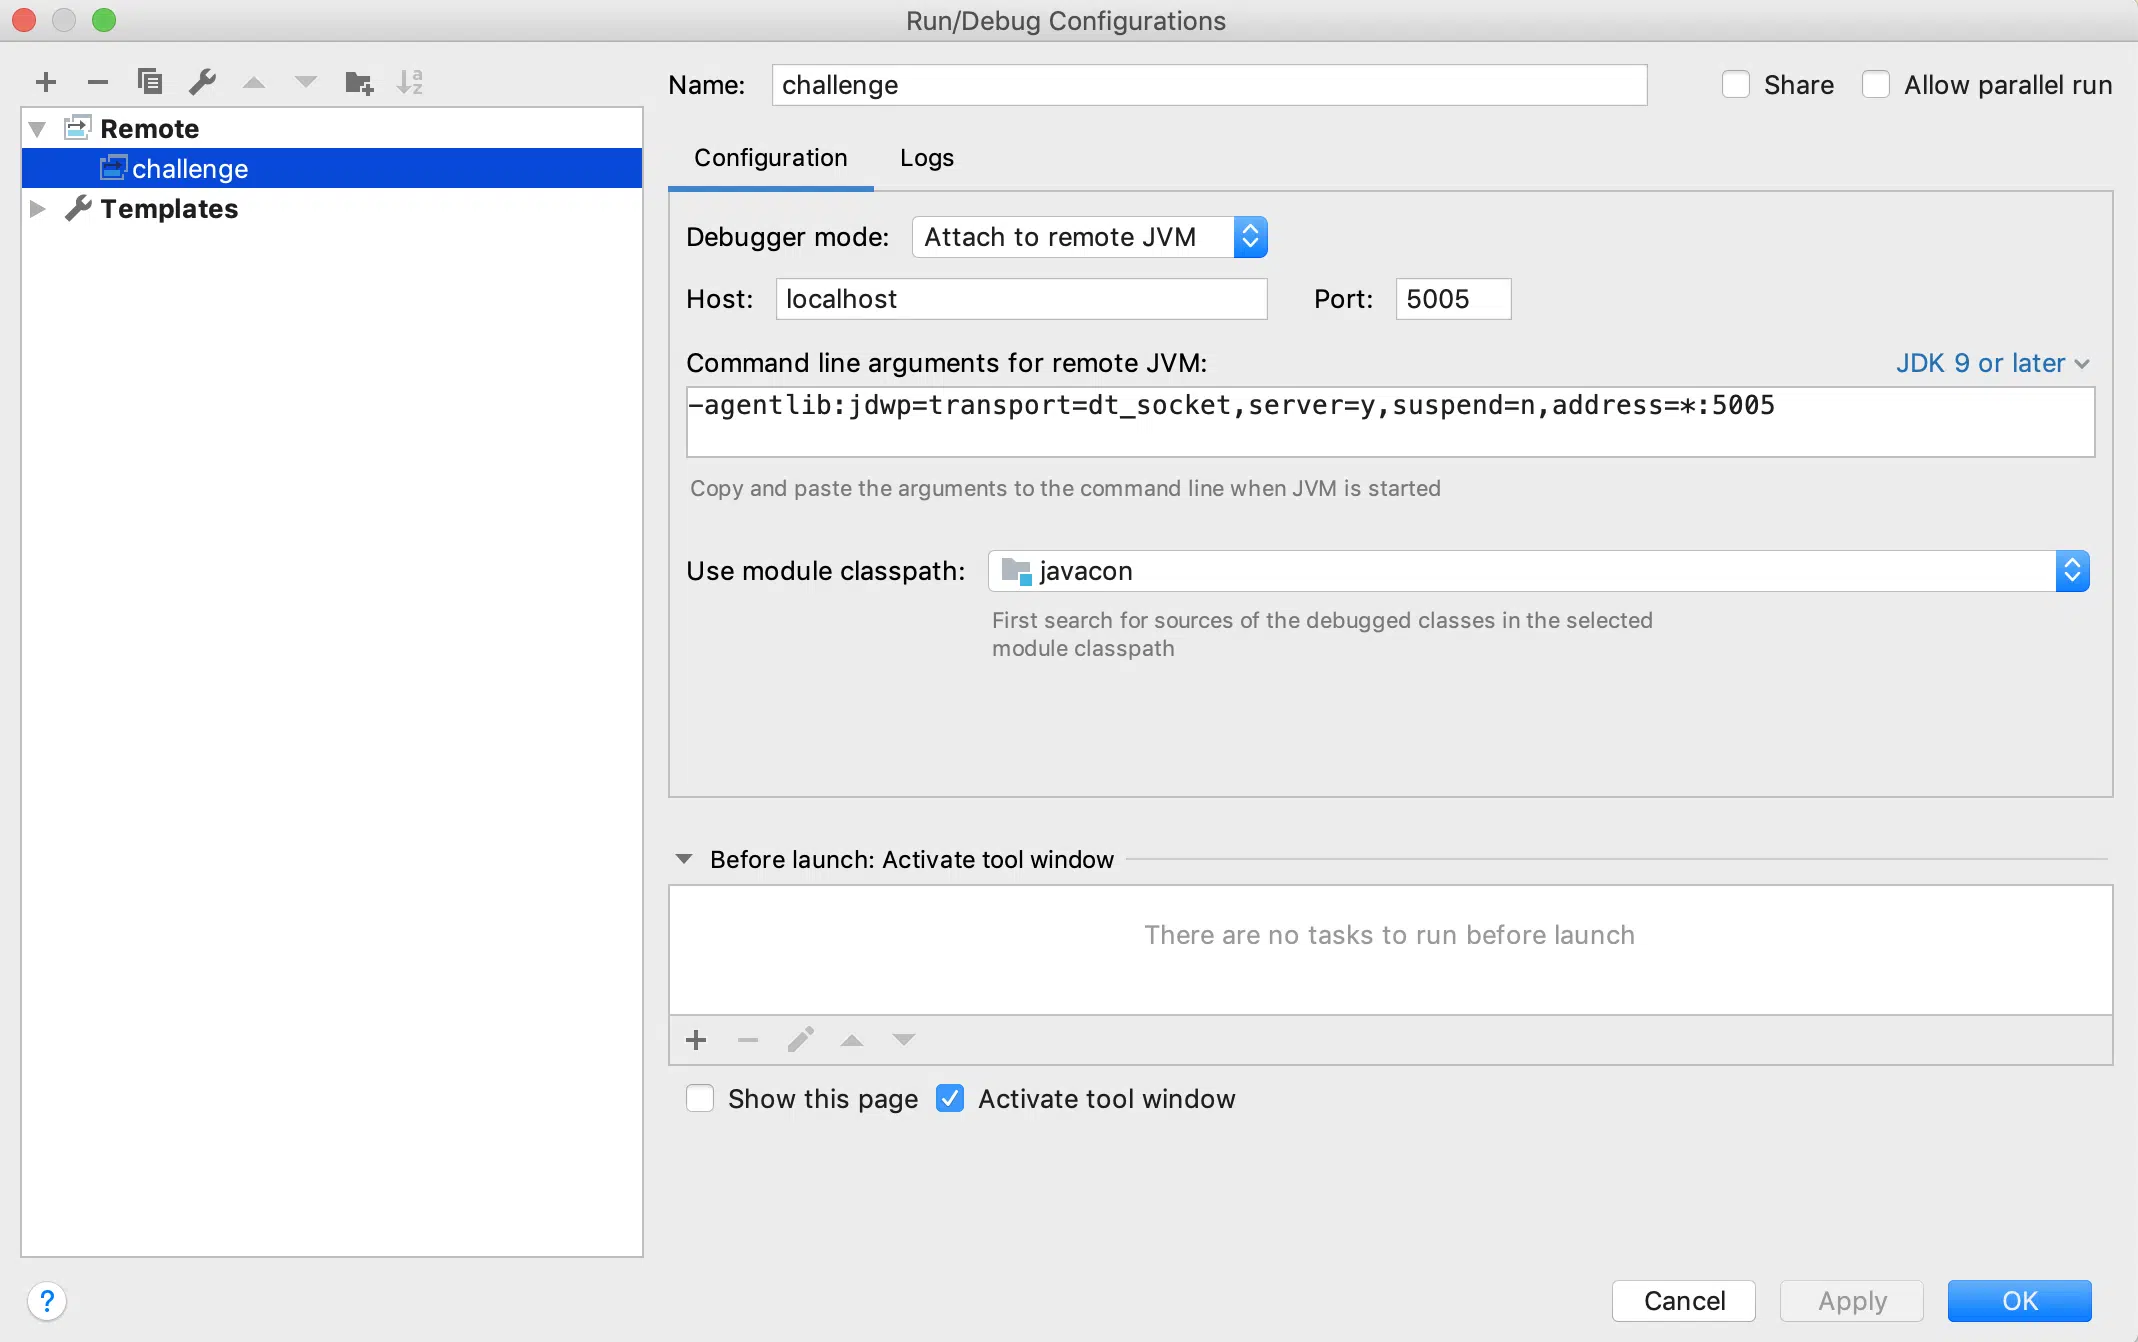 Run/Debug Configurations
Name: challenge Share Allow parallel run
Remote
challenge
Templates
Configuration Logs
Debugger mode: Attach to remote JVM
Host: localhost Port: 5005
Command line arguments for remote JVM: JDK 9 or later
-agentlib:jdwp=transport=dt_socket,server=y,suspend=n,address=*:5005
Copy and paste the arguments to the command line when JVM is started
Use module classpath: javacon
First search for sources of the debugged classes in the selected
module classpath
Before launch: Activate tool window
There are no tasks to run before launch
Show this page Activate tool window
? Cancel Apply OK